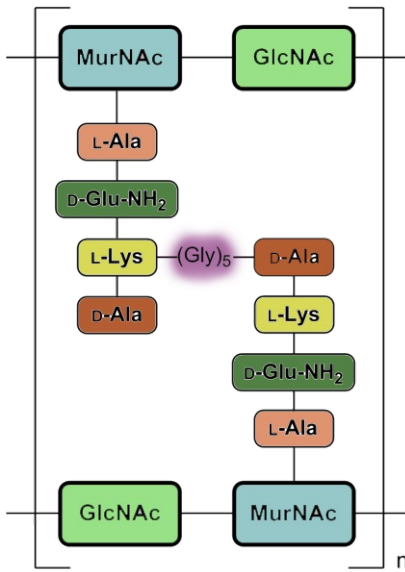 MurNAc GlcNAc
L-Ala
D-Glu-NH₂
L-Lys (Gly)₅ D-Ala
D-Ala L-Lys
D-Glu-NH₂
L-Ala
GlcNAc MurNAc
n